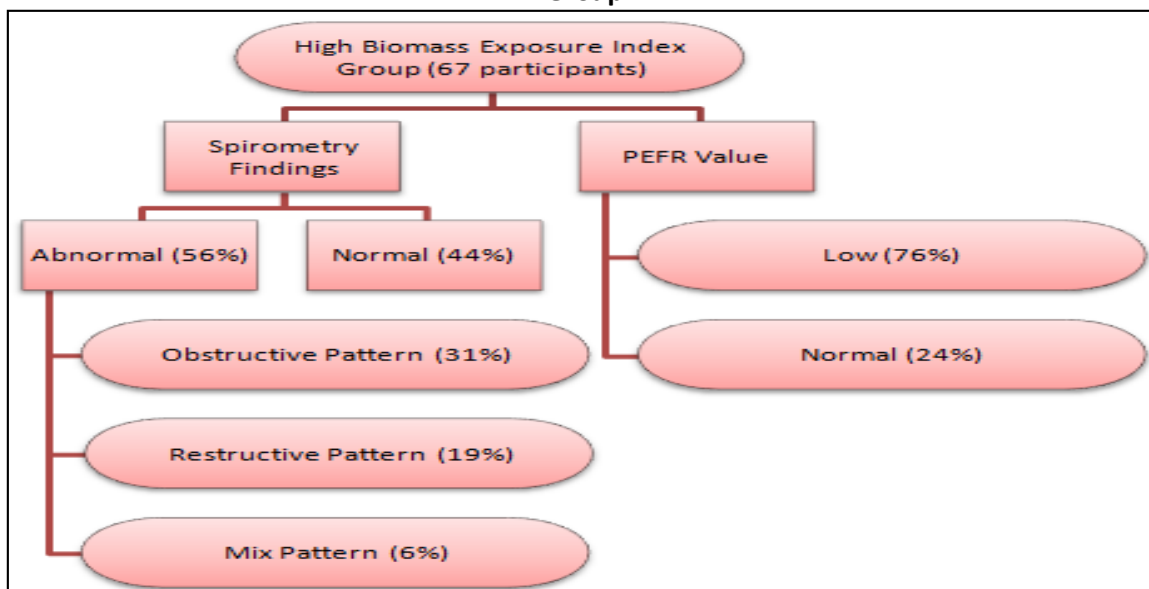 Group
High Biomass Exposure Index
Group (67 participants)
Spirometry
Findings
PEFR Value
Abnormal (56%)
Normal (44%)
Low (76%)
Obstructive Pattern (31%)
Normal (24%)
Restructive Pattern (19%)
Mix Pattern (6%)